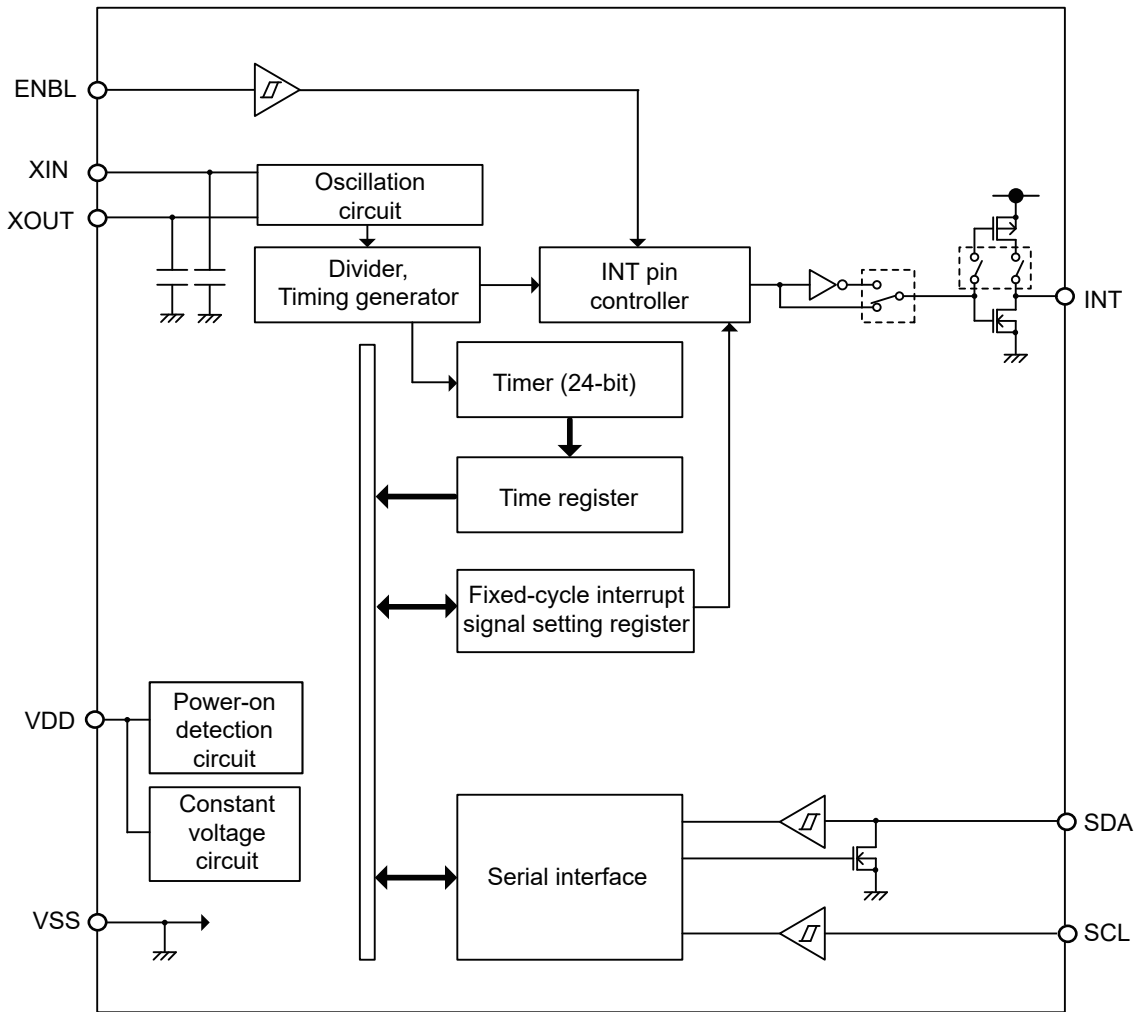 ENBL
XIN
XOUT
Oscillation
circuit
Divider,
Timing generator
INT pin
controller
INT
Timer (24-bit)
Time register
Fixed-cycle interrupt
signal setting register
VDD
Power-on
detection
circuit
Constant
voltage
circuit
Serial interface
SDA
VSS
SCL